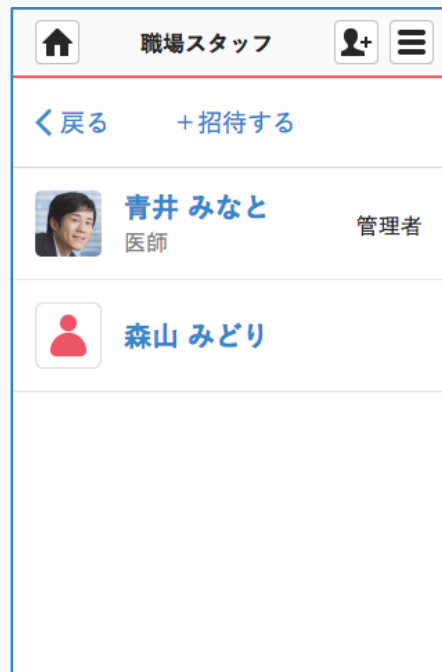 職場スタッフ
戻る +招待する
青井 みなと
医師
管理者
森山 みどり